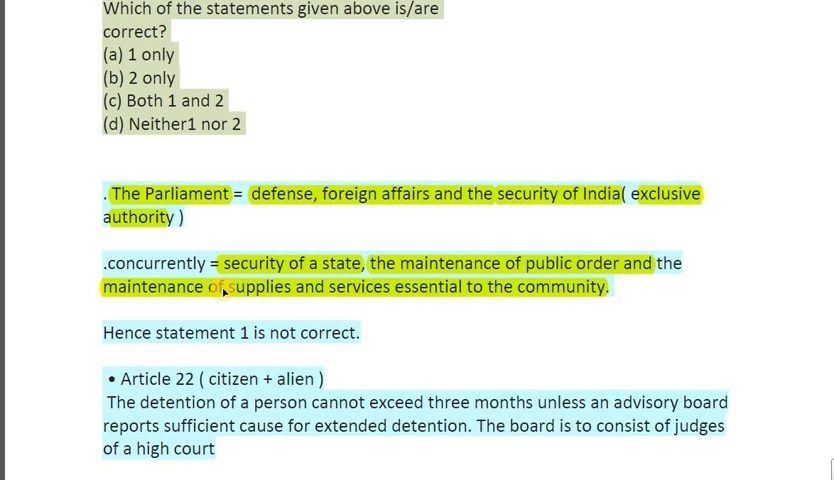 Which of the statements given above is/are
correct?
(a) 1 only
(b) 2 only
(c) Both 1 and 2
(d) Neither1 nor 2
. The Parliament = defense, foreign affairs and the security of India( exclusive
authority )
.concurrently = security of a state, the maintenance of public order and the
maintenance of supplies and services essential to the community.
Hence statement 1 is not correct.
• Article 22 ( citizen + alien )
The detention of a person cannot exceed three months unless an advisory board
reports sufficient cause for extended detention. The board is to consist of judges
of a high court